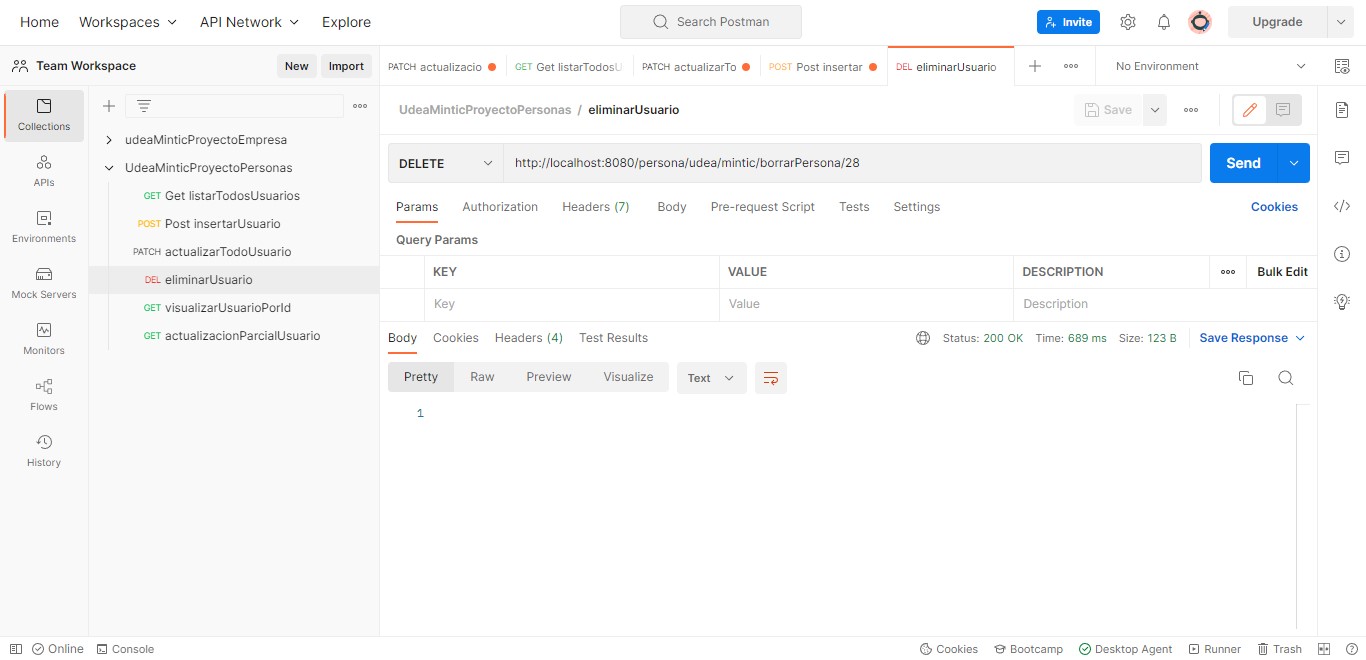 Home Workspaces API Network Explore Search Postman Invite Upgrade
Team Workspace New Import PATCH actualizacio GET Get listarTodosU PATCH actualizarTo POST Post insertar DEL eliminarUsuario No Environment
Collections
APIs
Environments
Mock Servers
Monitors
Flows
History
udeaMinticProyectoEmpresa
UdeaMinticProyectoPersonas
GET Get listarTodosUsuarios
POST Post insertarUsuario
PATCH actualizarTodoUsuario
DEL eliminarUsuario
GET visualizarUsuarioPorId
GET actualizacionParcialUsuario
UdeaMinticProyectoPersonas / eliminarUsuario Save
DELETE http://localhost:8080/persona/udea/mintic/borrarPersona/28 Send
Params Authorization Headers (7) Body Pre-request Script Tests Settings Cookies
Query Params
KEY VALUE DESCRIPTION Bulk Edit
Key Value Description
Body Cookies Headers (4) Test Results Status: 200 OK Time: 689 ms Size: 123 B Save Response
Pretty Raw Preview Visualize Text
1
Online Console Cookies Bootcamp Desktop Agent Runner Trash